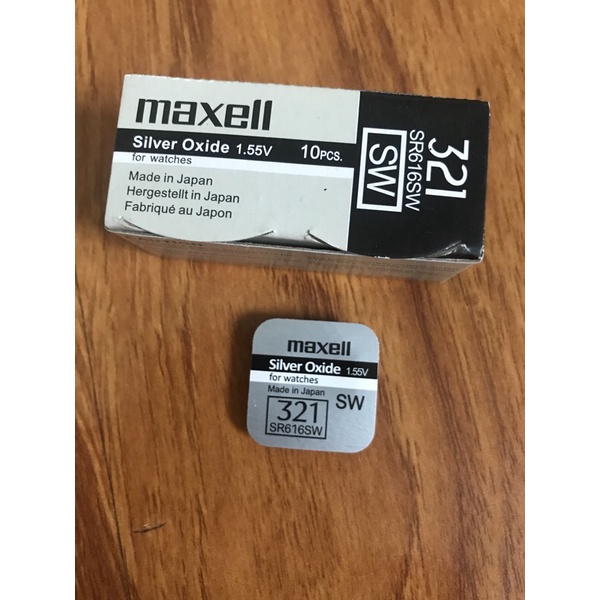 maxell
Silver Oxide 1.55V 10PCS.
for watches
Made in Japan
Hergestellt in Japan
Fabriqué au Japon
321
SR616SW
SW
maxell
Silver Oxide 1.55V
for watches
Made in Japan
321
SR616SW
SW